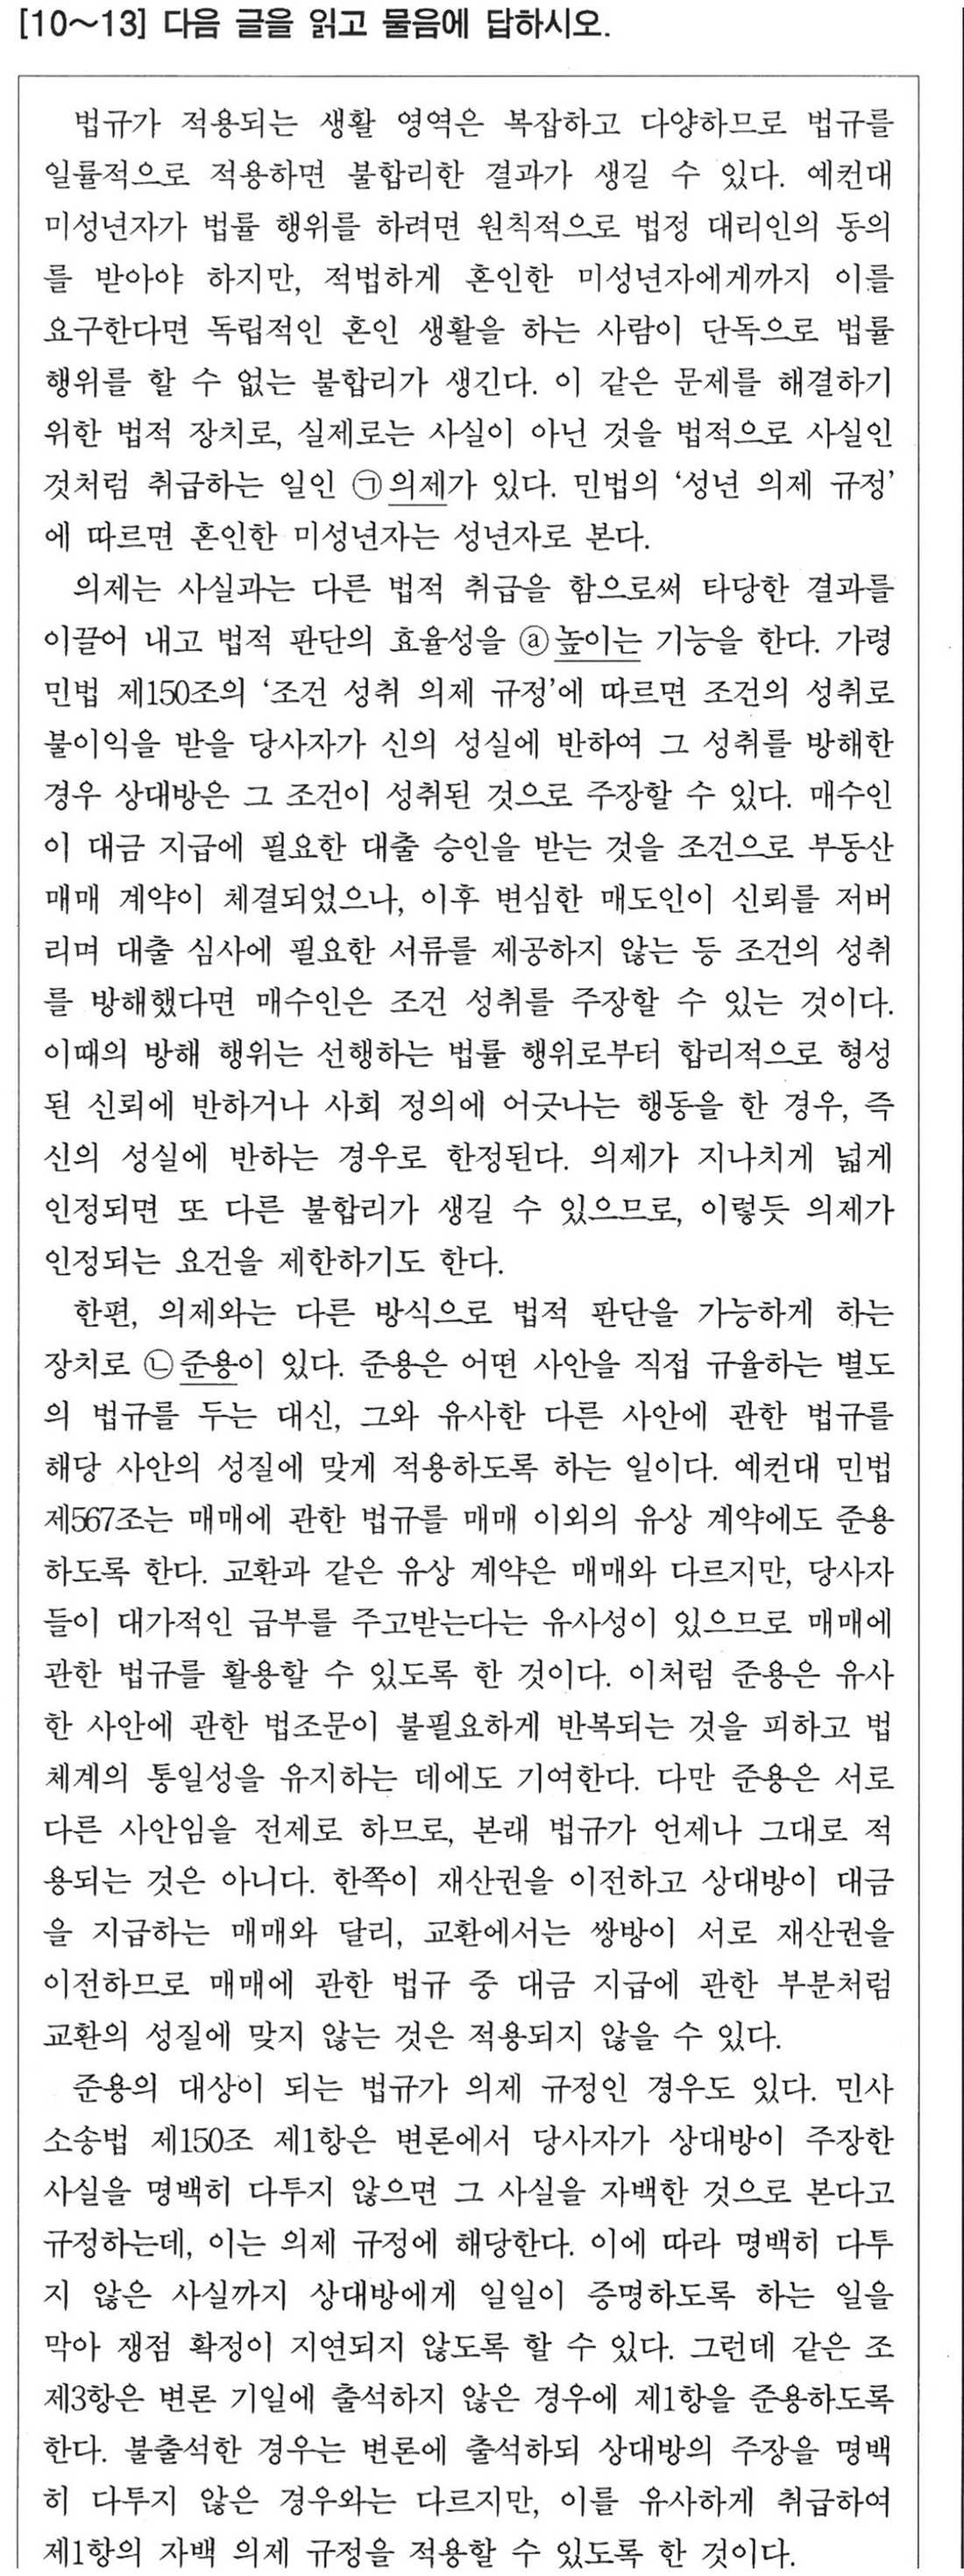 [10～13] 다음 글을 읽고 물음에 답하시오.
법규가 적용되는 생활 영역은 복잡하고 다양하므로 법규를
일률적으로 적용하면 불합리한 결과가 생길 수 있다. 예컨대
미성년자가 법률 행위를 하려면 원칙적으로 법정 대리인의 동의
를 받아야 하지만, 적법하게 혼인한 미성년자에게까지 이를
요구한다면 독립적인 혼인 생활을 하는 사람이 단독으로 법률
행위를 할 수 없는 불합리가 생긴다. 이 같은 문제를 해결하기
위한 법적 장치로, 실제로는 사실이 아닌 것을 법적으로 사실인
것처럼 취급하는 일인 ㉠의제가 있다. 민법의 ‘성년 의제 규정’
에 따르면 혼인한 미성년자는 성년자로 본다.
의제는 사실과는 다른 법적 취급을 함으로써 타당한 결과를
이끌어 내고 법적 판단의 효율성을 ⓐ높이는 기능을 한다. 가령
민법 제150조의 ‘조건 성취 의제 규정’에 따르면 조건의 성취로
불이익을 받을 당사자가 신의 성실에 반하여 그 성취를 방해한
경우 상대방은 그 조건이 성취된 것으로 주장할 수 있다. 매수인
이 대금 지급에 필요한 대출 승인을 받는 것을 조건으로 부동산
매매 계약이 체결되었으나, 이후 변심한 매도인이 신뢰를 저버
리며 대출 심사에 필요한 서류를 제공하지 않는 등 조건의 성취
를 방해했다면 매수인은 조건 성취를 주장할 수 있는 것이다.
이때의 방해 행위는 선행하는 법률 행위로부터 합리적으로 형성
된 신뢰에 반하거나 사회 정의에 어긋나는 행동을 한 경우, 즉
신의 성실에 반하는 경우로 한정된다. 의제가 지나치게 넓게
인정되면 또 다른 불합리가 생길 수 있으므로, 이렇듯 의제가
인정되는 요건을 제한하기도 한다.
한편, 의제와는 다른 방식으로 법적 판단을 가능하게 하는
장치로 ㉡준용이 있다. 준용은 어떤 사안을 직접 규율하는 별도
의 법규를 두는 대신, 그와 유사한 다른 사안에 관한 법규를
해당 사안의 성질에 맞게 적용하도록 하는 일이다. 예컨대 민법
제567조는 매매에 관한 법규를 매매 이외의 유상 계약에도 준용
하도록 한다. 교환과 같은 유상 계약은 매매와 다르지만, 당사자
들이 대가적인 급부를 주고받는다는 유사성이 있으므로 매매에
관한 법규를 활용할 수 있도록 한 것이다. 이처럼 준용은 유사
한 사안에 관한 법조문이 불필요하게 반복되는 것을 피하고 법
체계의 통일성을 유지하는 데에도 기여한다. 다만 준용은 서로
다른 사안임을 전제로 하므로, 본래 법규가 언제나 그대로 적
용되는 것은 아니다. 한쪽이 재산권을 이전하고 상대방이 대금
을 지급하는 매매와 달리, 교환에서는 쌍방이 서로 재산권을
이전하므로 매매에 관한 법규 중 대금 지급에 관한 부분처럼
교환의 성질에 맞지 않는 것은 적용되지 않을 수 있다.
준용의 대상이 되는 법규가 의제 규정인 경우도 있다. 민사
소송법 제150조 제1항은 변론에서 당사자가 상대방이 주장한
사실을 명백히 다투지 않으면 그 사실을 자백한 것으로 본다고
규정하는데, 이는 의제 규정에 해당한다. 이에 따라 명백히 다투
지 않은 사실까지 상대방에게 일일이 증명하도록 하는 일을
막아 쟁점 확정이 지연되지 않도록 할 수 있다. 그런데 같은 조
제3항은 변론 기일에 출석하지 않은 경우에 제1항을 준용하도록
한다. 불출석한 경우는 변론에 출석하되 상대방의 주장을 명백
히 다투지 않은 경우와는 다르지만, 이를 유사하게 취급하여
제1항의 자백 의제 규정을 적용할 수 있도록 한 것이다.